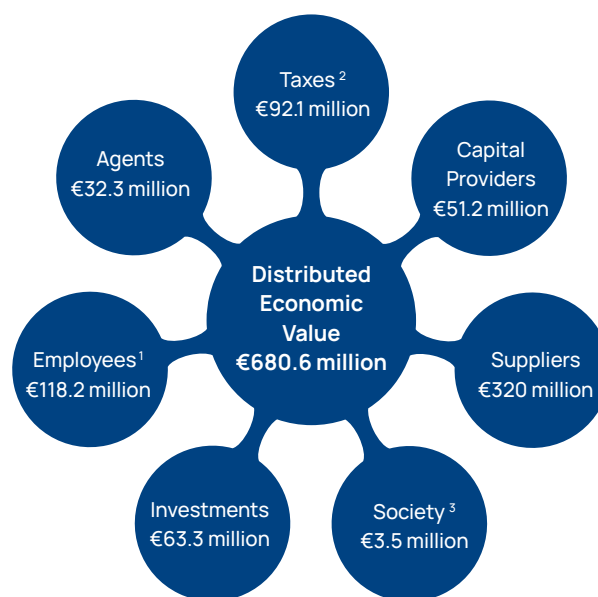 Taxes ²
€92.1 million
Agents
€32.3 million
Capital
Providers
€51.2 million
Distributed
Economic
Value
€680.6 million
Employees ¹
€118.2 million
Suppliers
€320 million
Investments
€63.3 million
Society ³
€3.5 million